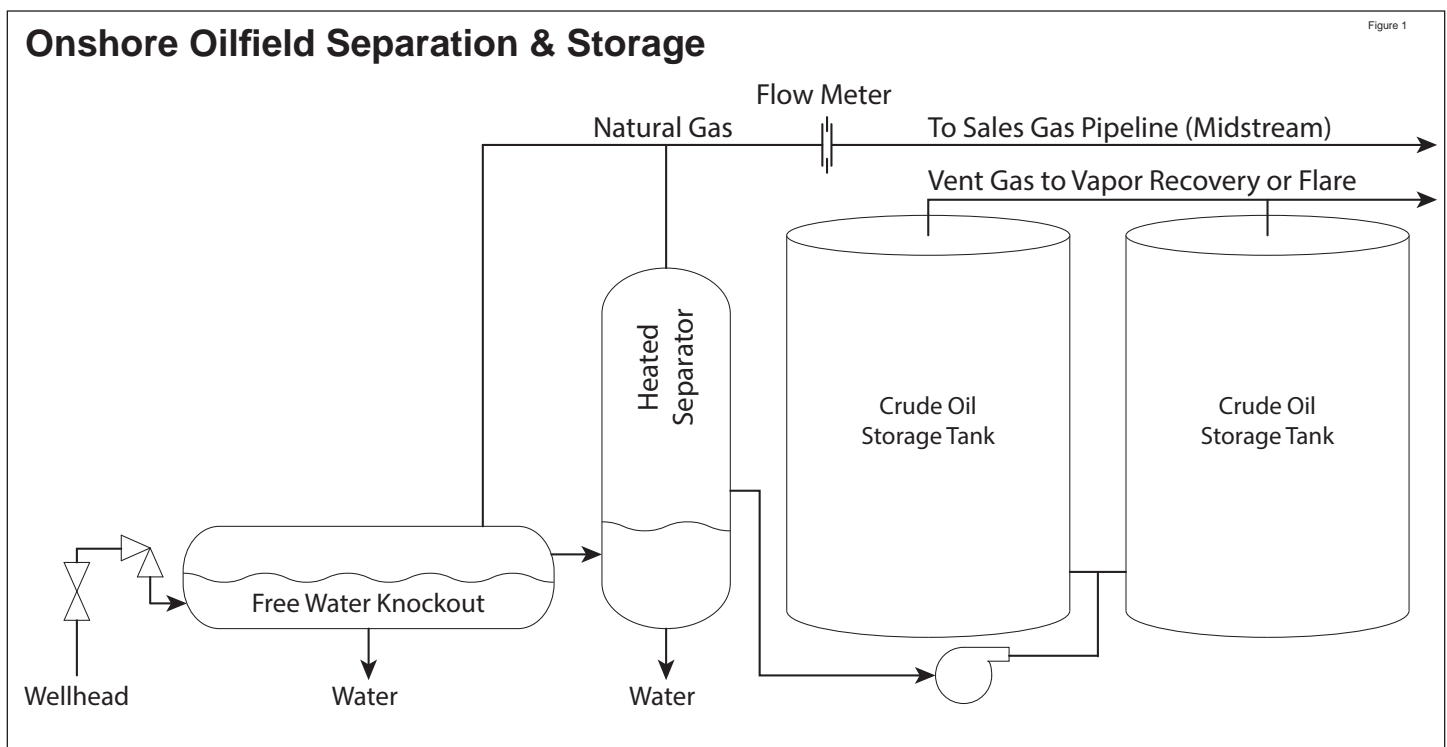 Figure 1
Onshore Oilfield Separation & Storage
Flow Meter
Natural Gas
To Sales Gas Pipeline (Midstream)
Vent Gas to Vapor Recovery or Flare
Heated
Separator
Crude Oil
Storage Tank
Crude Oil
Storage Tank
Free Water Knockout
Wellhead
Water
Water